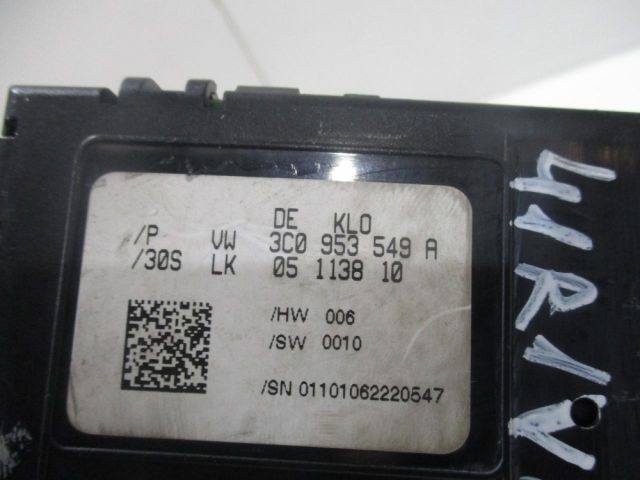 DE KLO
/P VW 3C0 953 549 A
/30S LK 05 1138 10
/HW 006
/SW 0010
/SN 01101062220547